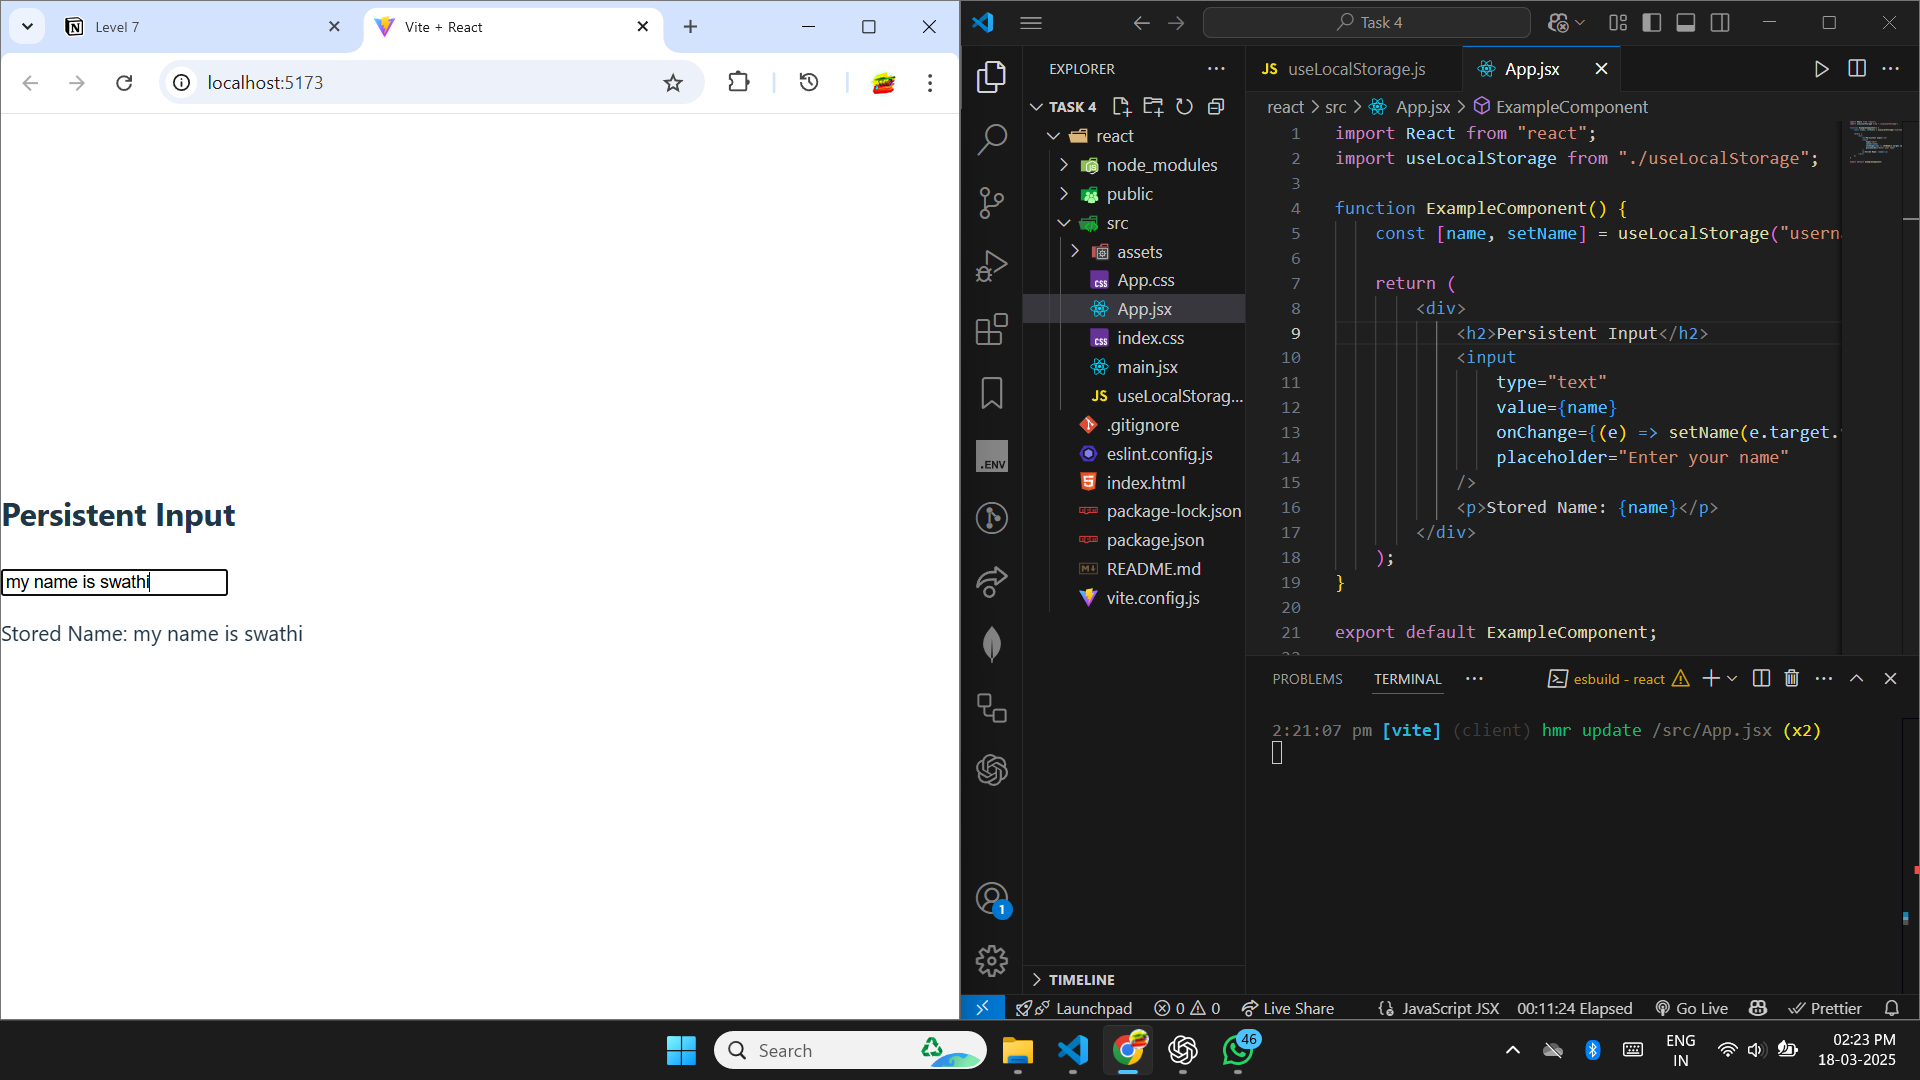 Level 7
Vite + React
localhost:5173
Persistent Input
my name is swathi
Stored Name: my name is swathi
Task 4
EXPLORER
TASK 4
react
node_modules
public
src
assets
App.css
App.jsx
index.css
main.jsx
JS useLocalStorag...
.gitignore
eslint.config.js
index.html
package-lock.json
package.json
README.md
vite.config.js
TIMELINE
.ENV
1
JS useLocalStorage.js
App.jsx
react > src > App.jsx > ExampleComponent
1 import React from "react";
2 import useLocalStorage from "./useLocalStorage";
3
4 function ExampleComponent() {
5 const [name, setName] = useLocalStorage("usern
6
7 return (
8 <div>
9 <h2>Persistent Input</h2>
10 <input
11 type="text"
12 value={name}
13 onChange={(e) => setName(e.target.
14 placeholder="Enter your name"
15 />
16 <p>Stored Name: {name}</p>
17 </div>
18 );
19 }
20
21 export default ExampleComponent;
PROBLEMS
TERMINAL
esbuild - react
2:21:07 pm [vite] (client) hmr update /src/App.jsx (x2)
Launchpad
0
0
Live Share
JavaScript JSX
00:11:24 Elapsed
Go Live
Prettier
Search
46
ENG
IN
02:23 PM
18-03-2025